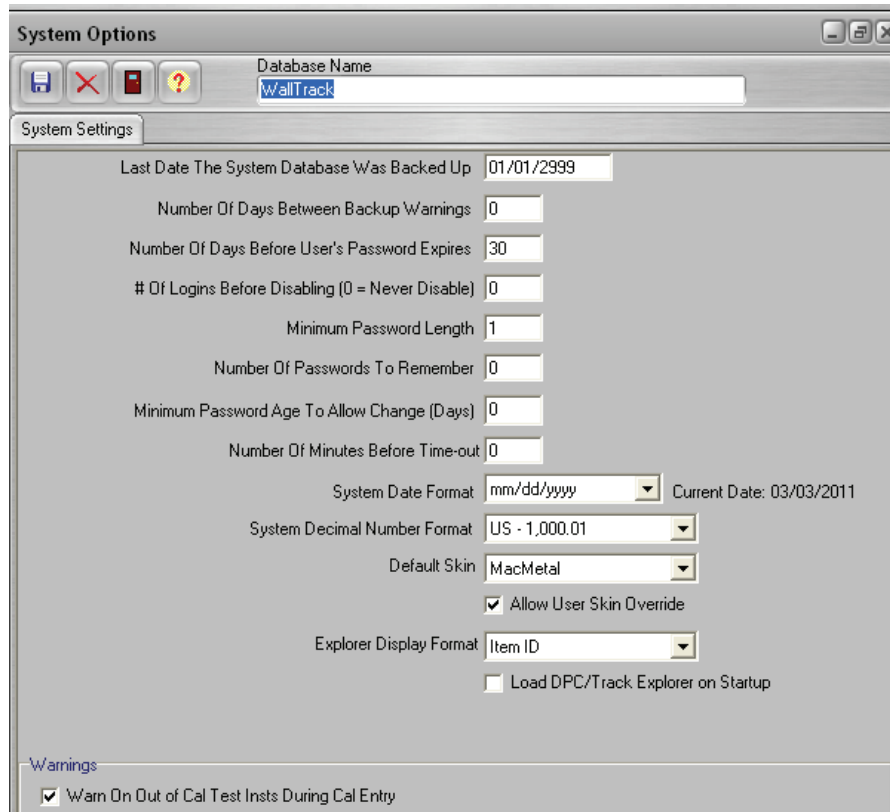 System Options
Database Name
WallTrack
System Settings
Last Date The System Database Was Backed Up 01/01/2999
Number Of Days Between Backup Warnings 0
Number Of Days Before User's Password Expires 30
# Of Logins Before Disabling (0 = Never Disable) 0
Minimum Password Length 1
Number Of Passwords To Remember 0
Minimum Password Age To Allow Change (Days) 0
Number Of Minutes Before Time-out 0
System Date Format mm/dd/yyyy Current Date: 03/03/2011
System Decimal Number Format US - 1,000.01
Default Skin MacMetal
Allow User Skin Override
Explorer Display Format Item ID
Load DPC/Track Explorer on Startup
Warnings
Warn On Out of Cal Test Insts During Cal Entry